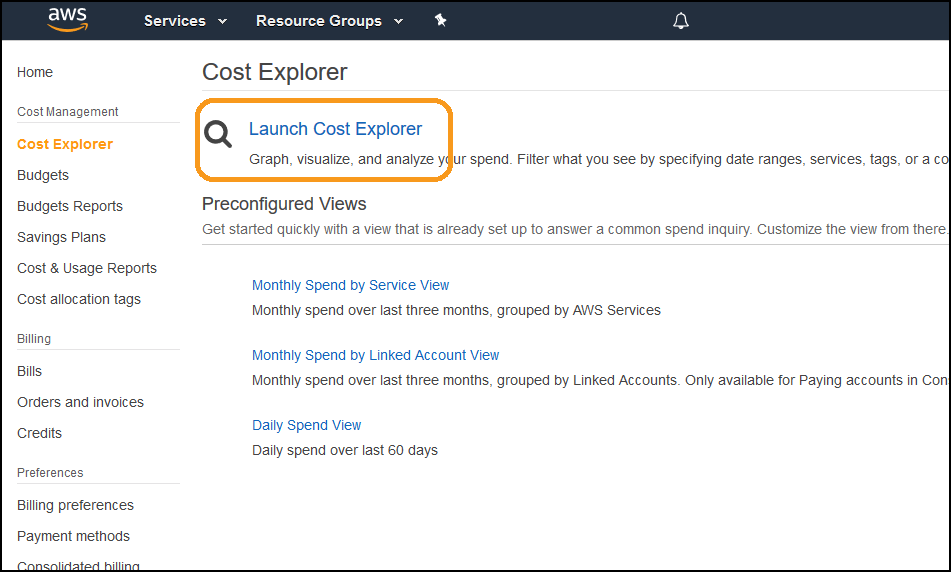 aws Services Resource Groups
Home
Cost Management
Cost Explorer
Budgets
Budgets Reports
Savings Plans
Cost & Usage Reports
Cost allocation tags
Billing
Bills
Orders and invoices
Credits
Preferences
Billing preferences
Payment methods
Consolidated billing
Cost Explorer
Launch Cost Explorer
Graph, visualize, and analyze your spend. Filter what you see by specifying date ranges, services, tags, or a co
Preconfigured Views
Get started quickly with a view that is already set up to answer a common spend inquiry. Customize the view from there.
Monthly Spend by Service View
Monthly spend over last three months, grouped by AWS Services
Monthly Spend by Linked Account View
Monthly spend over last three months, grouped by Linked Accounts. Only available for Paying accounts in Cons
Daily Spend View
Daily spend over last 60 days